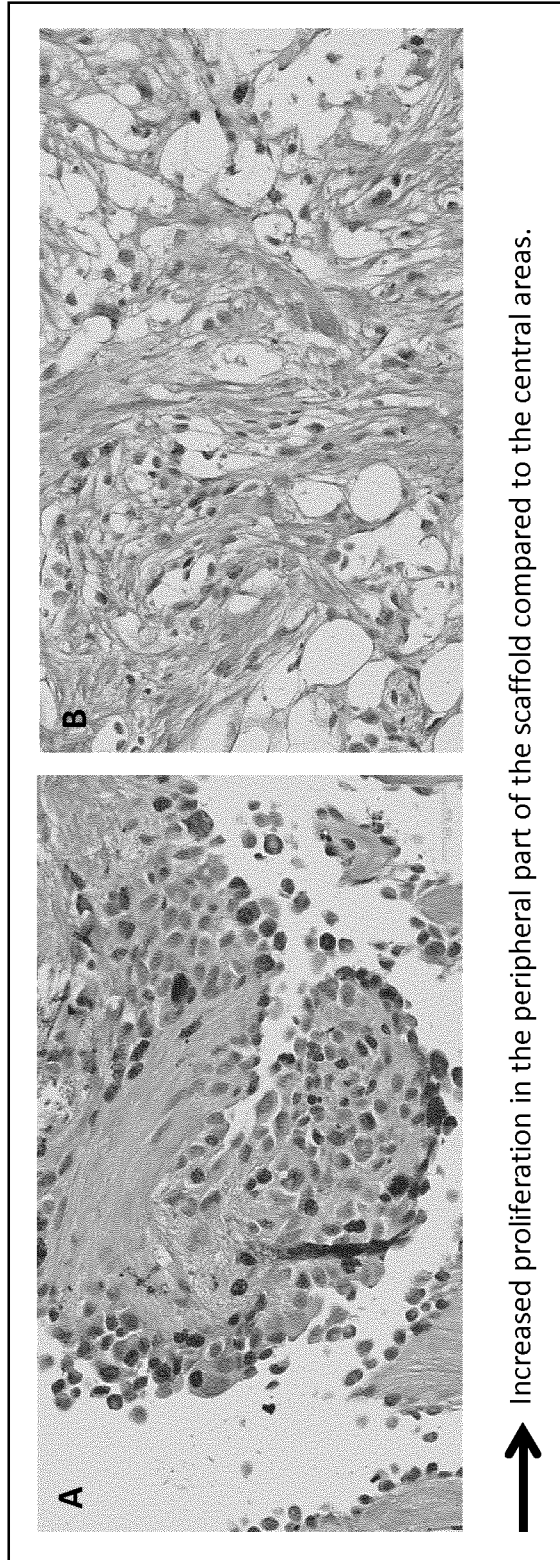 A
B
Increased proliferation in the peripheral part of the scaffold compared to the central areas.